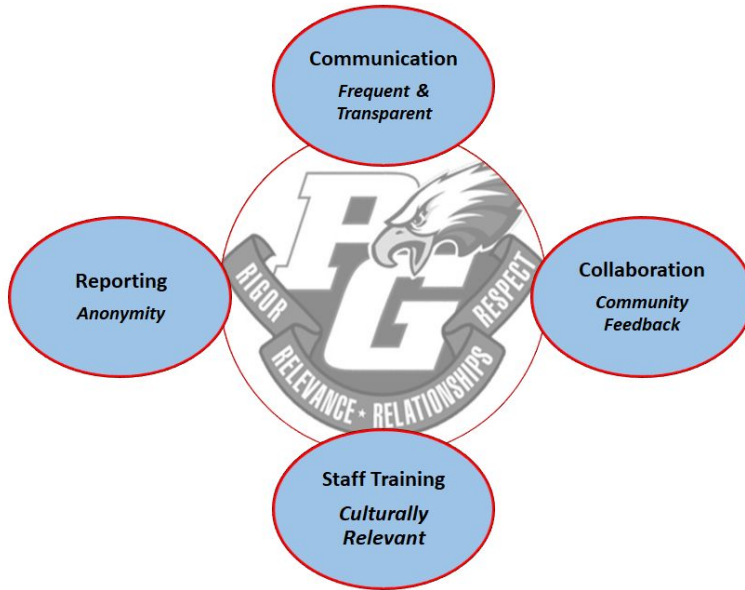 Communication
Frequent &
Transparent
Reporting
Anonymity
PG
RIGOR
RELEVANCE ★ RELATIONSHIPS
RESPECT
Collaboration
Community
Feedback
Staff Training
Culturally
Relevant